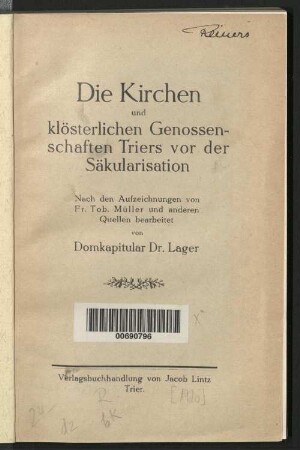 Reiners
Die Kirchen
und
klösterlichen Genossen-
schaften Triers vor der
Säkularisation
Nach den Aufzeichnungen von
Fr. Tob. Müller und anderen
Quellen bearbeitet
von
Domkapitular Dr. Lager
00690796
Verlagsbuchhandlung von Jacob Lintz
Trier.